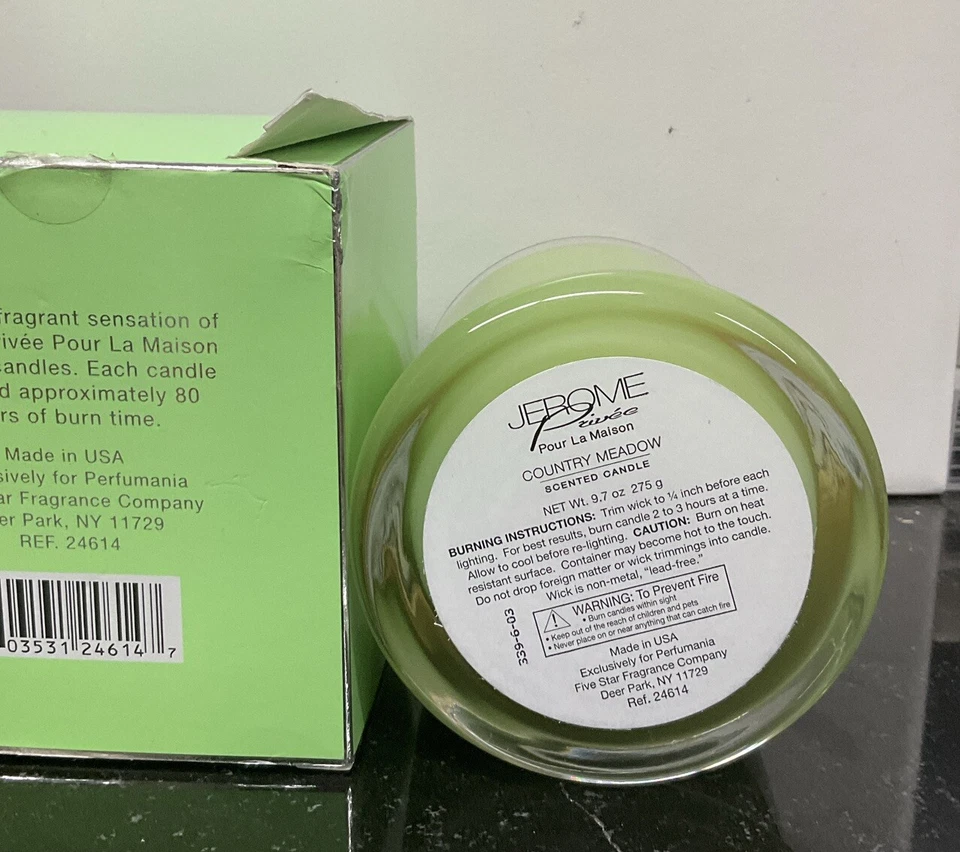 fragrant sensation of
rivée Pour La Maison
candles. Each candle
d approximately 80
rs of burn time.
Made in USA
sively for Perfumania
ar Fragrance Company
er Park, NY 11729
REF. 24614
03531 24614 7
JEROME
Privée
Pour La Maison
COUNTRY MEADOW
SCENTED CANDLE
NET Wt. 9.7 oz 275 g
BURNING INSTRUCTIONS: Trim wick to ¼ inch before each
lighting. For best results, burn candle 2 to 3 hours at a time.
Allow to cool before re-lighting. CAUTION: Burn on heat
resistant surface. Container may become hot to the touch.
Do not drop foreign matter or wick trimmings into candle.
Wick is non-metal, "lead-free."
WARNING: To Prevent Fire
• Burn candles within sight
• Keep out of the reach of children and pets
• Never place on or near anything that can catch fire
339-6-03
Made in USA
Exclusively for Perfumania
Five Star Fragrance Company
Deer Park, NY 11729
Ref. 24614